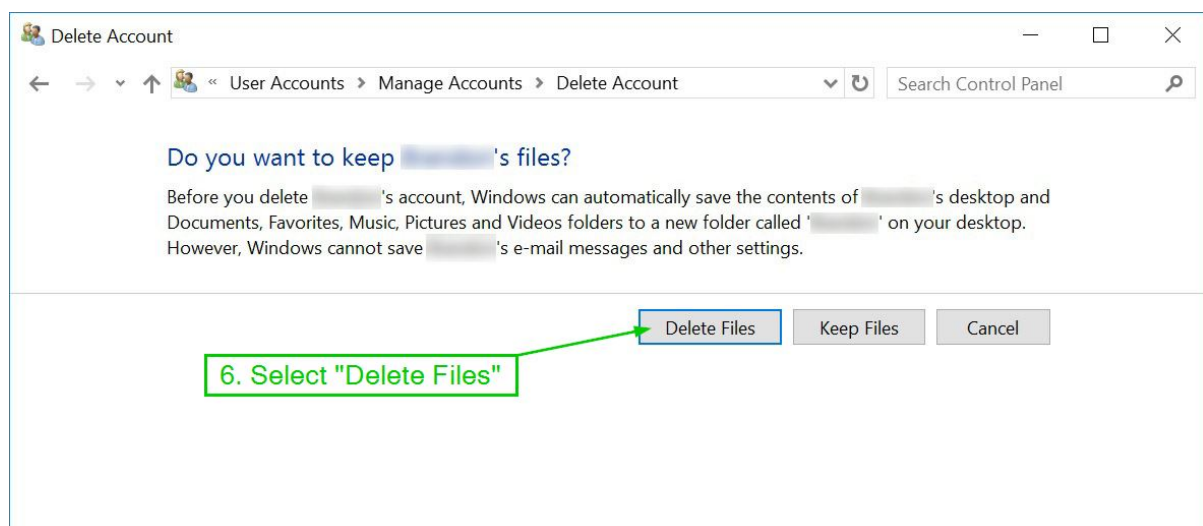 Delete Account
« User Accounts > Manage Accounts > Delete Account
Search Control Panel
Do you want to keep 's files?
Before you delete 's account, Windows can automatically save the contents of 's desktop and
Documents, Favorites, Music, Pictures and Videos folders to a new folder called ' ' on your desktop.
However, Windows cannot save 's e-mail messages and other settings.
Delete Files
Keep Files
Cancel
6. Select "Delete Files"